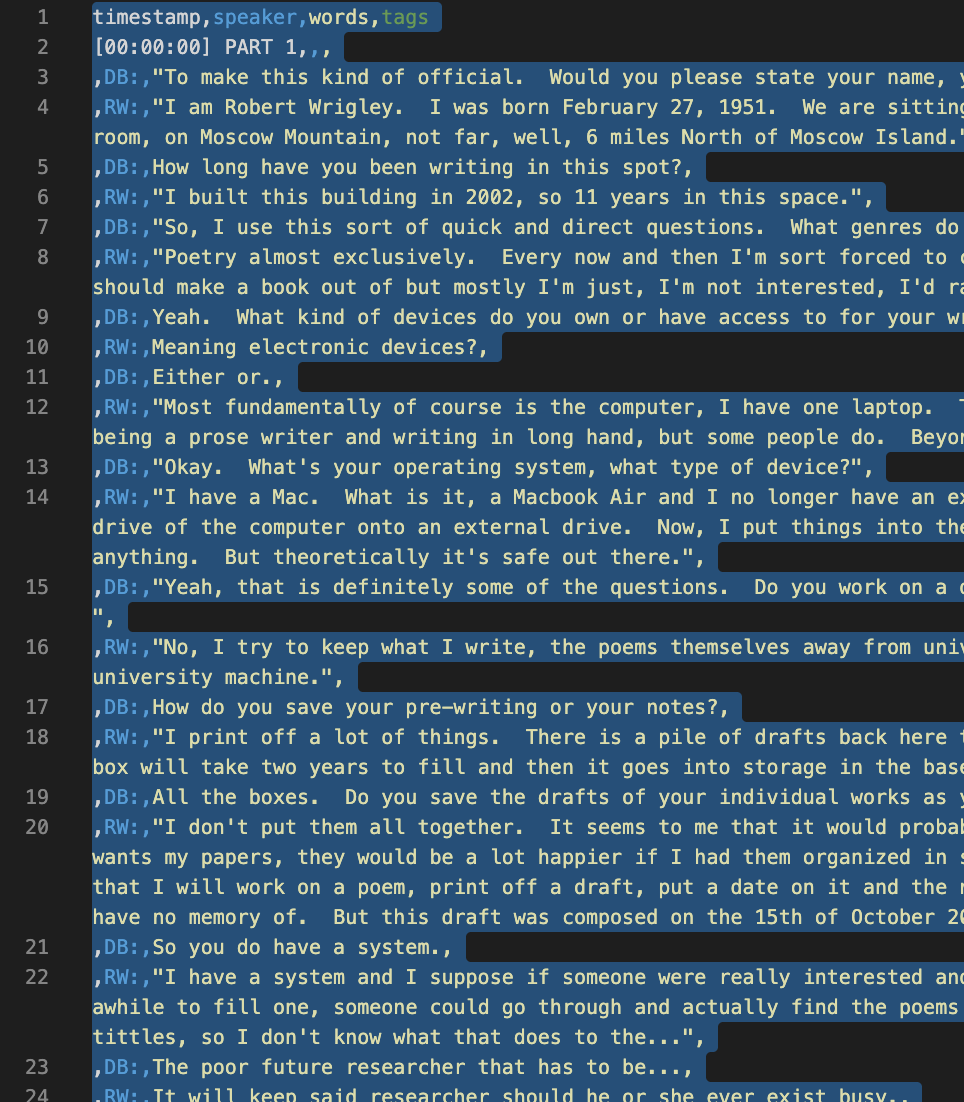 1 timestamp,speaker,words,tags
2 [00:00:00] PART 1,,,
3 ,DB:,"To make this kind of official.  Would you please state your name,
4 ,RW:,"I am Robert Wrigley.  I was born February 27, 1951.  We are sitting
room, on Moscow Mountain, not far, well, 6 miles North of Moscow Island."
5 ,DB:,How long have you been writing in this spot?,
6 ,RW:,"I built this building in 2002, so 11 years in this space.",
7 ,DB:,"So, I use this sort of quick and direct questions.  What genres do
8 ,RW:,"Poetry almost exclusively.  Every now and then I'm sort forced to
should make a book out of but mostly I'm just, I'm not interested, I'd
9 ,DB:,Yeah.  What kind of devices do you own or have access to for your
10 ,RW:,Meaning electronic devices?,
11 ,DB:,Either or.,
12 ,RW:,"Most fundamentally of course is the computer, I have one laptop.
being a prose writer and writing in long hand, but some people do.
13 ,DB:,"Okay.  What's your operating system, what type of device?",
14 ,RW:,"I have a Mac.  What is it, a Macbook Air and I no longer have an
drive of the computer onto an external drive.  Now, I put things into the
anything.  But theoretically it's safe out there.",
15 ,DB:,"Yeah, that is definitely some of the questions.  Do you work on a
",
16 ,RW:,"No, I try to keep what I write, the poems themselves away from
university machine.",
17 ,DB:,How do you save your pre-writing or your notes?,
18 ,RW:,"I print off a lot of things.  There is a pile of drafts back here
box will take two years to fill and then it goes into storage in the
19 ,DB:,All the boxes.  Do you save the drafts of your individual works as
20 ,RW:,"I don't put them all together.  It seems to me that it would
wants my papers, they would be a lot happier if I had them organized in
that I will work on a poem, print off a draft, put a date on it and the
have no memory of.  But this draft was composed on the 15th of October
21 ,DB:,So you do have a system.,
22 ,RW:,"I have a system and I suppose if someone were really interested and
awhile to fill one, someone could go through and actually find the poems
tittles, so I don't know what that does to the...",
23 ,DB:,The poor future researcher that has to be...,
24 ,RW:,It will keep said researcher should he or she ever exist busy.,